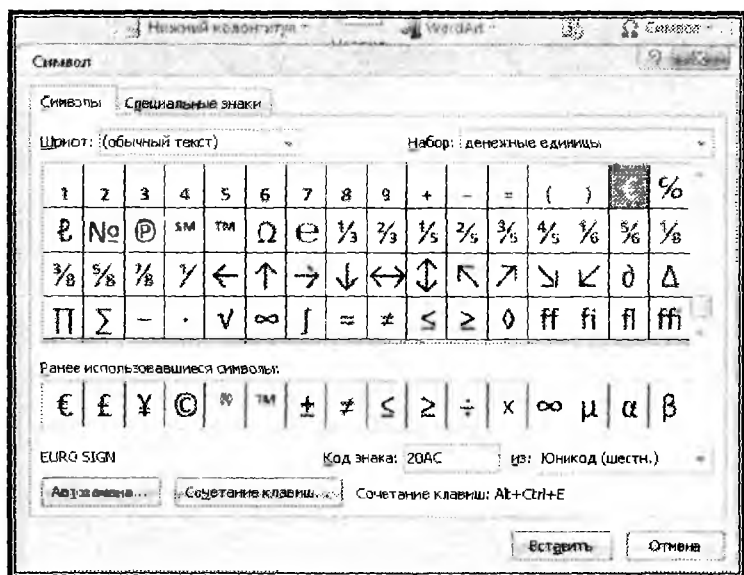 Нижний колонтитул WordArt Символ
Символ ?
Символы Специальные знаки
Шрифт: (обычный текст) Набор: денежные единицы
1 2 3 4 5 6 7 8 9 + − = ( ) € ℅
№ ℗ ℠ ™ Ω ℮ ⅓ ⅔ ⅕ ⅖ ⅗ ⅘ ⅙ ⅚ ⅛
⅜ ⅝ ⅞ ⅟ ← ↑ → ↓ ↔ ↕ ↖ ↗ ↘ ↙ ∂ ∆
∏ ∑ − ∙ √ ∞ ∫ ≈ ≠ ≤ ≥ ◊ ff fi fl ffi
Ранее использовавшиеся символы:
€ £ ¥ © ® ™ ± ≠ ≤ ≥ ÷ × ∞ µ α β
EURO SIGN Код знака: 20AC из: Юникод (шестн.)
Автозамена... Сочетание клавиш... Сочетание клавиш: Alt+Ctrl+E
Вставить Отмена